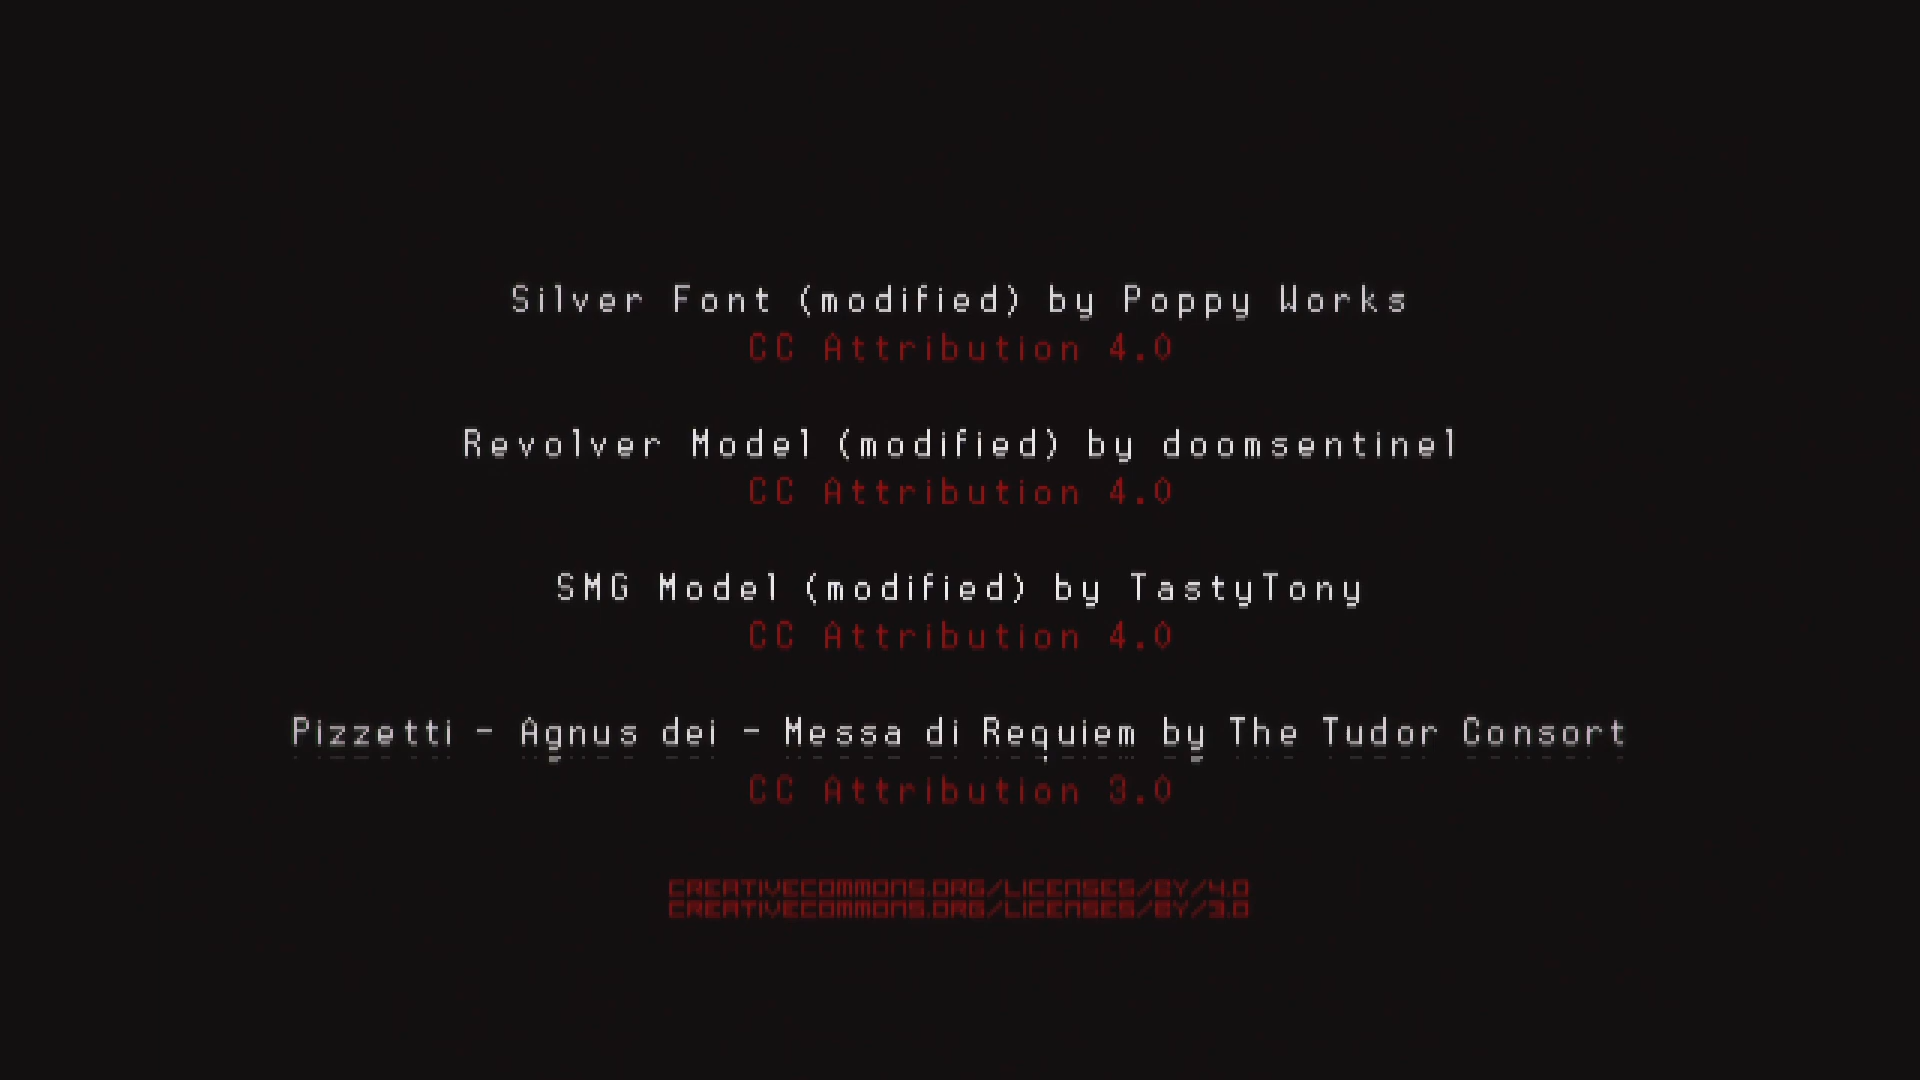 Silver Font (modified) by Poppy Works
CC Attribution 4.0
Revolver Model (modified) by doomsentinel
CC Attribution 4.0
SMG Model (modified) by TastyTony
CC Attribution 4.0
Pizzetti - Agnus dei - Messa di Requiem by The Tudor Consort
CC Attribution 3.0
CREATIVECOMMONS.ORG/LICENSES/BY/4.0
CREATIVECOMMONS.ORG/LICENSES/BY/3.0